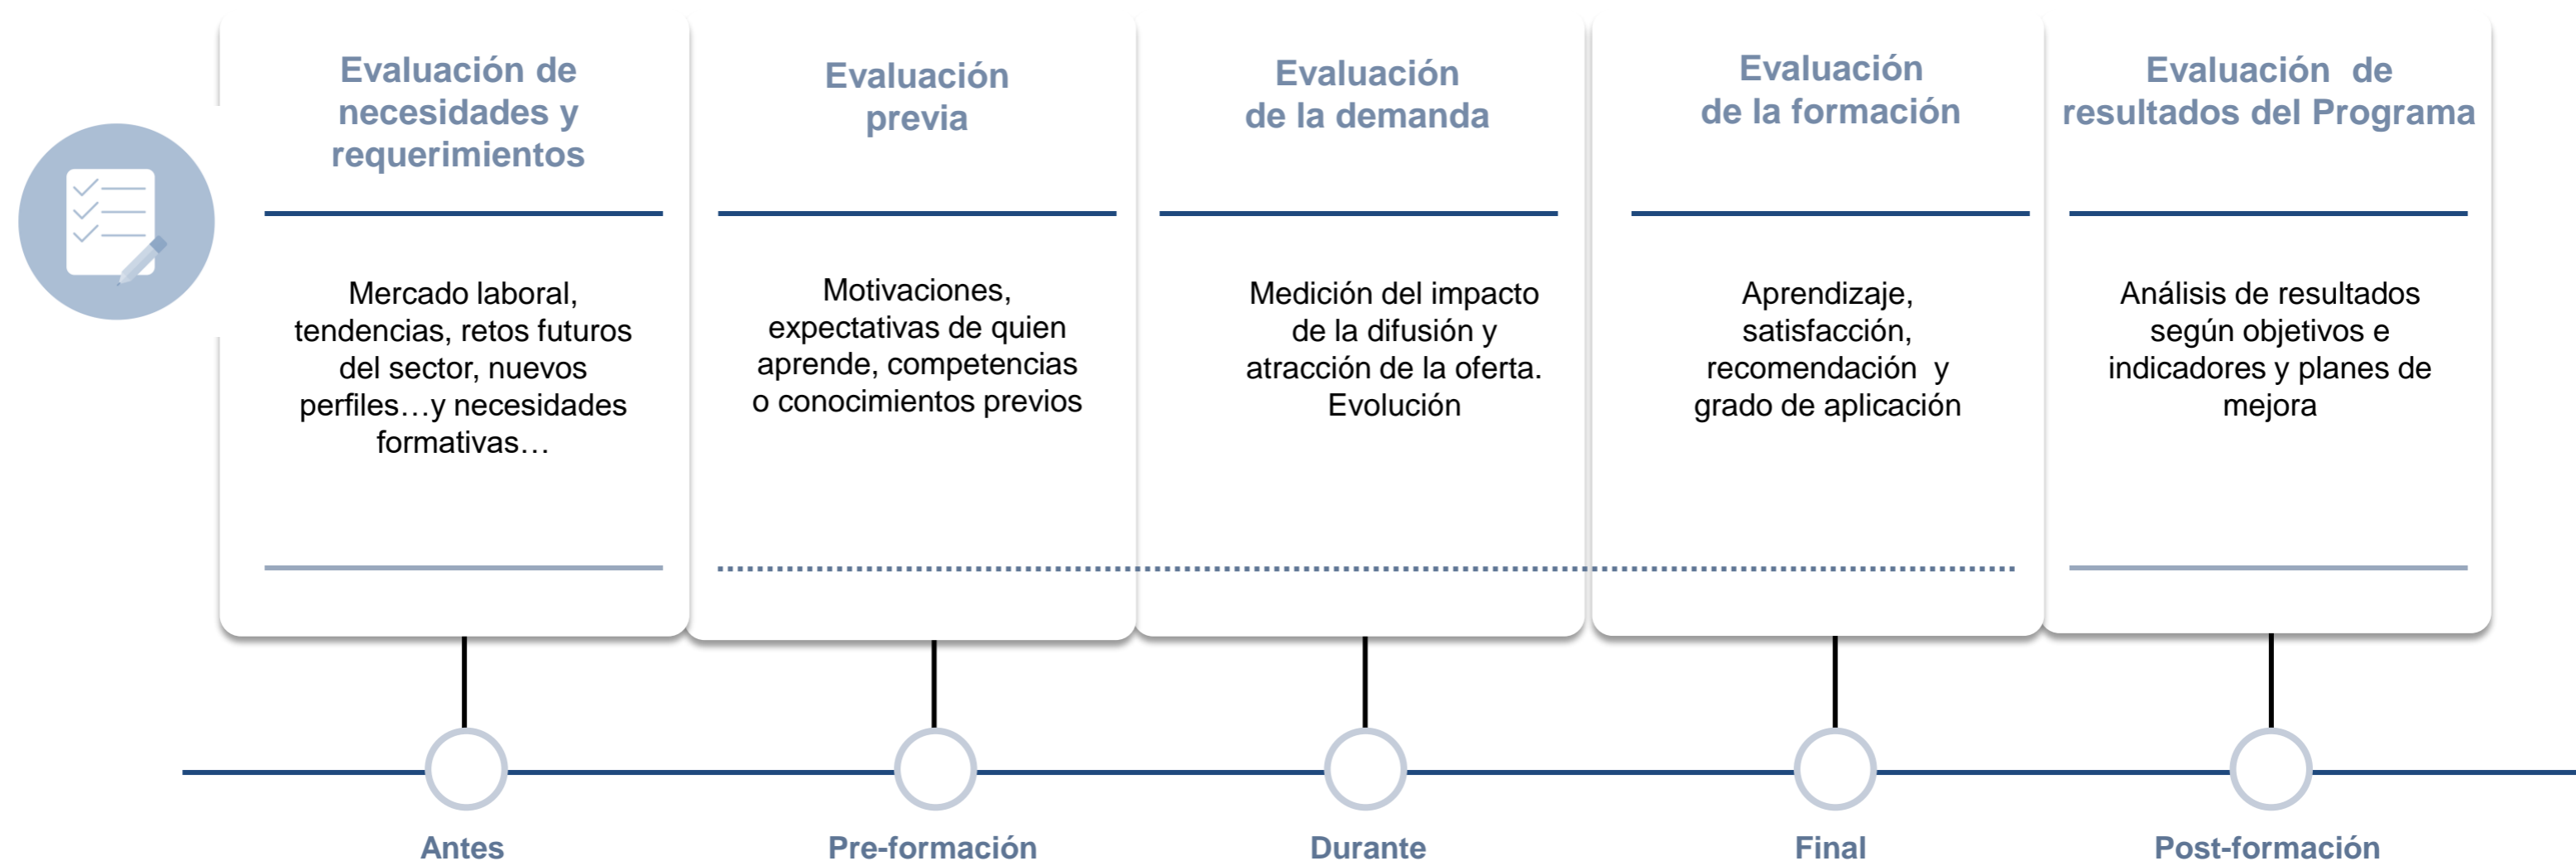 Evaluación de
necesidades y
requerimientos
Mercado laboral,
tendencias, retos futuros
del sector, nuevos
perfiles…y necesidades
formativas…
Antes
Evaluación
previa
Motivaciones,
expectativas de quien
aprende, competencias
o conocimientos previos
Pre-formación
Evaluación
de la demanda
Medición del impacto
de la difusión y
atracción de la oferta.
Evolución
Durante
Evaluación
de la formación
Aprendizaje,
satisfacción,
recomendación y
grado de aplicación
Final
Evaluación de
resultados del Programa
Análisis de resultados
según objetivos e
indicadores y planes de
mejora
Post-formación